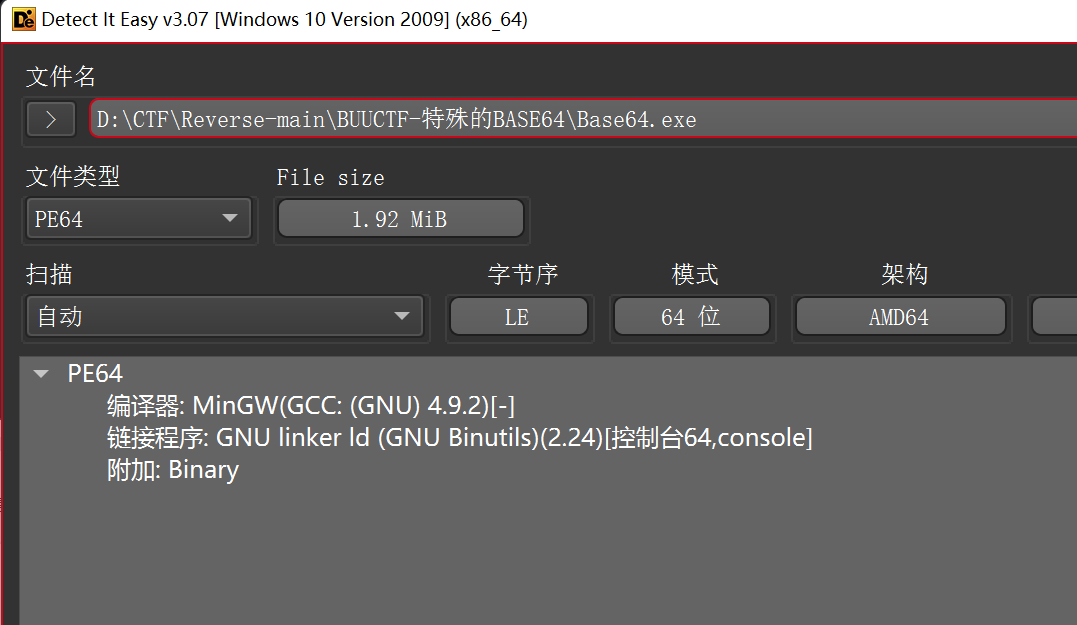 Detect It Easy v3.07 [Windows 10 Version 2009] (x86_64)
文件名
D:\CTF\Reverse-main\BUUCTF-特殊的BASE64\Base64.exe
文件类型 File size
PE64 1.92 MiB
扫描 字节序 模式 架构
自动 LE 64 位 AMD64
PE64
编译器: MinGW(GCC: (GNU) 4.9.2)[-]
链接程序: GNU linker ld (GNU Binutils)(2.24)[控制台64,console]
附加: Binary